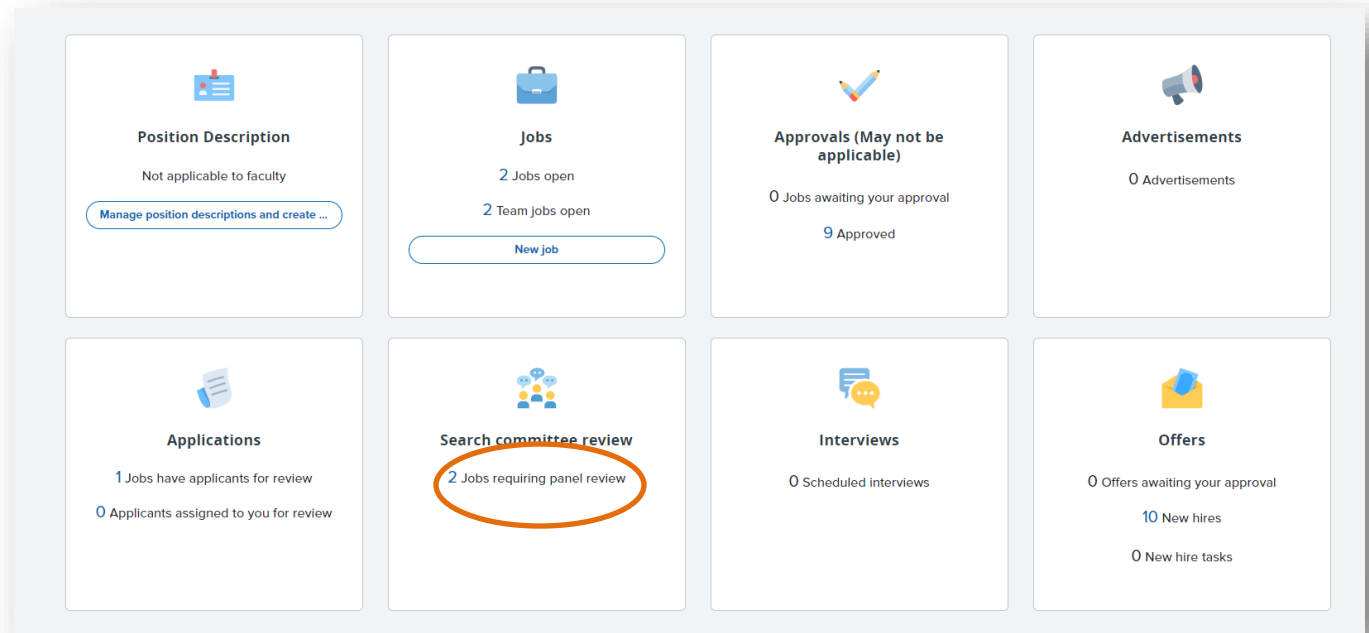 Position Description
Not applicable to faculty
Manage position descriptions and create ...
Jobs
2 Jobs open
2 Team jobs open
New job
Approvals (May not be
applicable)
0 Jobs awaiting your approval
9 Approved
Advertisements
0 Advertisements
Applications
1 Jobs have applicants for review
0 Applicants assigned to you for review
Search committee review
2 Jobs requiring panel review
Interviews
0 Scheduled interviews
Offers
0 Offers awaiting your approval
10 New hires
0 New hire tasks